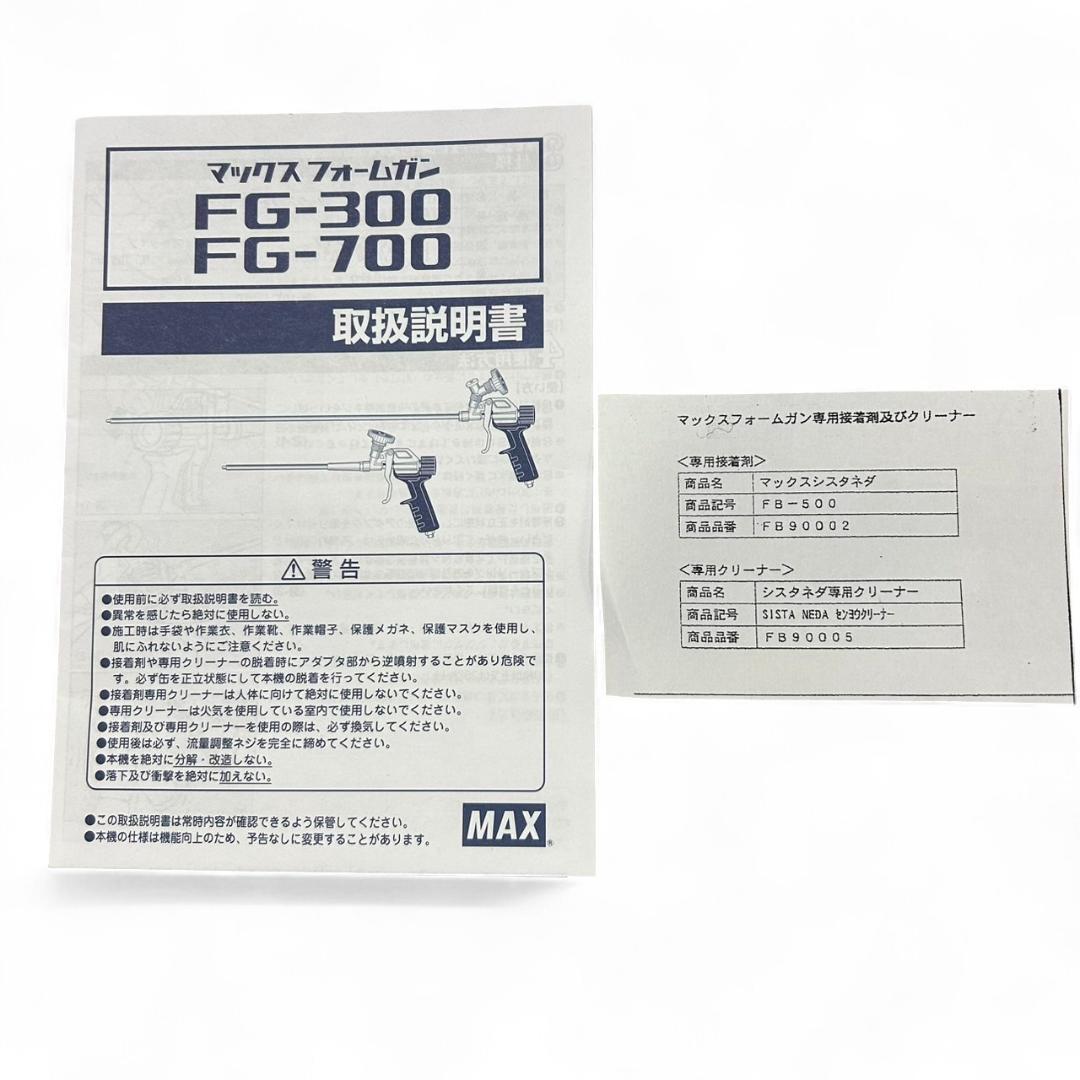 マックス フォームガン
FG-300
FG-700
取扱説明書
警告
●使用前に必ず取扱説明書を読む。
●異常を感じたら絶対に使用しない。
●施工時は手袋や作業衣、作業靴、作業帽子、保護メガネ、保護マスクを使用し、
肌にふれないようにご注意ください。
●接着剤や専用クリーナーの脱着時にアダプタ部から逆噴射することがあり危険で
す。必ず缶を正立状態にして本機の脱着を行ってください。
●接着剤専用クリーナーは人体に向けて絶対に使用しないでください。
●専用クリーナーは火気を使用している室内で使用しないでください。
●接着剤及び専用クリーナーを使用の際は、必ず換気してください。
●使用後は必ず、流量調整ネジを完全に締めてください。
●本機を絶対に分解・改造しない。
●落下及び衝撃を絶対に加えない。
●この取扱説明書は常時内容が確認できるよう保管してください。
●本機の仕様は機能向上のため、予告なしに変更することがあります。
MAX®
マックスフォームガン専用接着剤及びクリーナー
＜専用接着剤＞
商品名 マックスシスタネダ
商品記号 FB-500
商品品番 FB90002
＜専用クリーナー＞
商品名 シスタネダ専用クリーナー
商品記号 SISTA NEDA ｾﾝﾖｳｸﾘｰﾅｰ
商品品番 FB90005